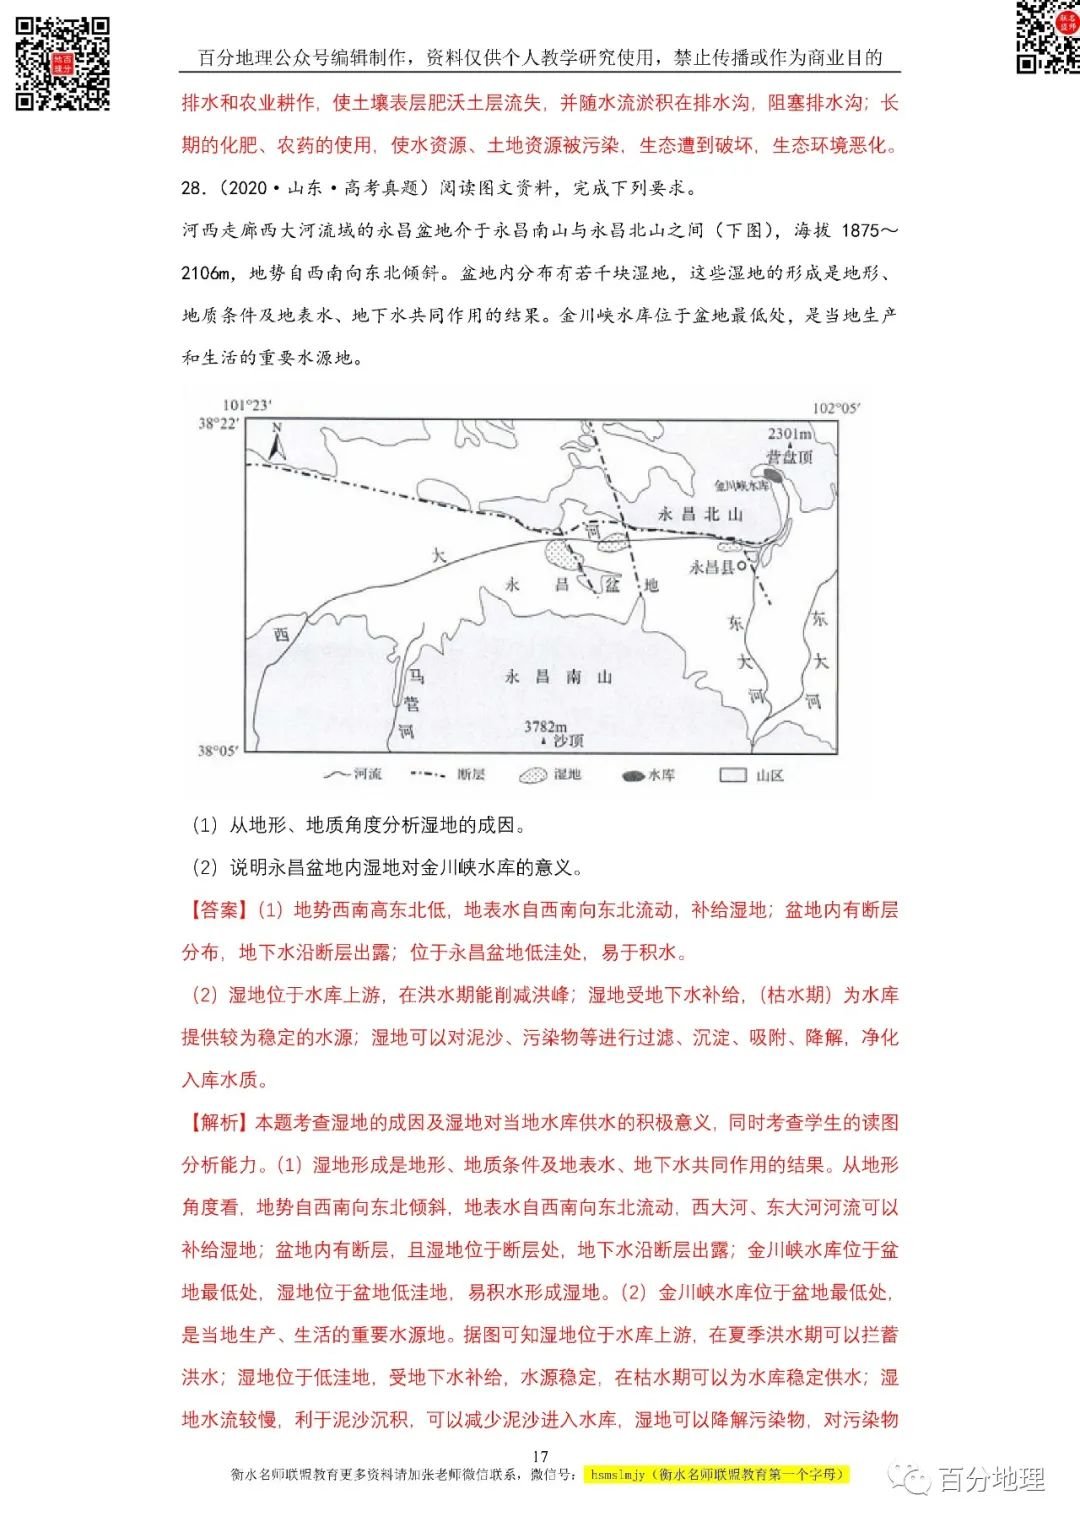 百分地理公众号编辑制作，资料仅供个人教学研究使用，禁止传播或作为商业目的
排水和农业耕作，使土壤表层肥沃土层流失，并随水流淤积在排水沟，阻塞排水沟；长
期的化肥、农药的使用，使水资源、土地资源被污染，生态遭到破坏，生态环境恶化。
28.（2020·山东·高考真题）阅读图文资料，完成下列要求。
河西走廊西大河流域的永昌盆地介于永昌南山与永昌北山之间（下图），海拔 1875～
2106m，地势自西南向东北倾斜。盆地内分布有若干块湿地，这些湿地的形成是地形、
地质条件及地表水、地下水共同作用的结果。金川峡水库位于盆地最低处，是当地生产
和生活的重要水源地。
101°23′ 102°05′
38°22′
N
2301m
营盘顶
金川峡水库
永昌北山
河
大
永昌县
永昌盆地
西
东
大
河
东
大
河
马
营
河
永昌南山
3782m
沙顶
38°05′
河流 断层 湿地 水库 山区
（1）从地形、地质角度分析湿地的成因。
（2）说明永昌盆地内湿地对金川峡水库的意义。
【答案】（1）地势西南高东北低，地表水自西南向东北流动，补给湿地；盆地内有断层
分布，地下水沿断层出露；位于永昌盆地低洼处，易于积水。
（2）湿地位于水库上游，在洪水期能削减洪峰；湿地受地下水补给，（枯水期）为水库
提供较为稳定的水源；湿地可以对泥沙、污染物等进行过滤、沉淀、吸附、降解，净化
入库水质。
【解析】本题考查湿地的成因及湿地对当地水库供水的积极意义，同时考查学生的读图
分析能力。（1）湿地形成是地形、地质条件及地表水、地下水共同作用的结果。从地形
角度看，地势自西南向东北倾斜，地表水自西南向东北流动，西大河、东大河河流可以
补给湿地；盆地内有断层，且湿地位于断层处，地下水沿断层出露；金川峡水库位于盆
地最低处，湿地位于盆地低洼地，易积水形成湿地。（2）金川峡水库位于盆地最低处，
是当地生产、生活的重要水源地。据图可知湿地位于水库上游，在夏季洪水期可以拦蓄
洪水；湿地位于低洼地，受地下水补给，水源稳定，在枯水期可以为水库稳定供水；湿
地水流较慢，利于泥沙沉积，可以减少泥沙进入水库，湿地可以降解污染物，对污染物
17
衡水名师联盟教育更多资料请加张老师微信联系，微信号：hsmslmjy（衡水名师联盟教育第一个字母）
百分地理